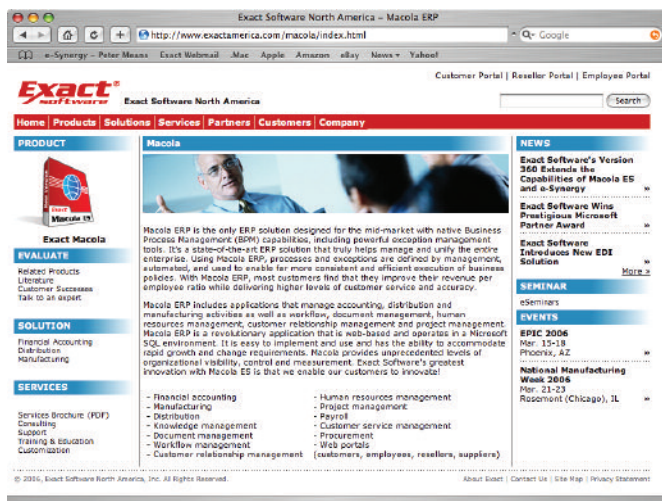 Exact Software North America – Macola ERP
http://www.exactamerica.com/macola/index.html
Google
e-Synergy – Peter Means Exact Webmail .Mac Apple Amazon eBay News Yahoo!
Customer Portal | Reseller Portal | Employee Portal
Exact®
software
Exact Software North America
Search
Home | Products | Solutions | Services | Partners | Customers | Company
PRODUCT
Exact
Macola ES
Exact Macola
EVALUATE
Related Products
Literature
Customer Successes
Talk to an expert
SOLUTION
Financial Accounting
Distribution
Manufacturing
SERVICES
Services Brochure (PDF)
Consulting
Support
Training & Education
Customization
Macola
Macola ERP is the only ERP solution designed for the mid-market with native Business
Process Management (BPM) capabilities, including powerful exception management
tools. It's a state-of-the-art ERP solution that truly helps manage and unify the entire
enterprise. Using Macola ERP, processes and exceptions are defined by management,
automated, and used to enable far more consistent and efficient execution of business
policies. With Macola ERP, most customers find that they improve their revenue per
employee ratio while delivering higher levels of customer service and accuracy.
Macola ERP includes applications that manage accounting, distribution and
manufacturing activities as well as workflow, document management, human
resources management, customer relationship management and project management.
Macola ERP is a revolutionary application that is web-based and operates in a Microsoft
SQL environment. It is easy to implement and use and has the ability to accommodate
rapid growth and change requirements. Macola provides unprecedented levels of
organizational visibility, control and measurement. Exact Software's greatest
innovation with Macola ES is that we enable our customers to innovate!
- Financial accounting
- Manufacturing
- Distribution
- Knowledge management
- Document management
- Workflow management
- Customer relationship management
- Human resources management
- Project management
- Payroll
- Customer service management
- Procurement
- Web portals
(customers, employees, resellers, suppliers)
NEWS
Exact Software's Version
360 Extends the
Capabilities of Macola ES
and e-Synergy »
Exact Software Wins
Prestigious Microsoft
Partner Award »
Exact Software
Introduces New EDI
Solution »
More »
SEMINAR
eSeminars
EVENTS
EPIC 2006
Mar. 15-18
Phoenix, AZ »
National Manufacturing
Week 2006
Mar. 21-23
Rosemont (Chicago), IL »
© 2006, Exact Software North America, Inc. All Rights Reserved.
About Exact | Contact Us | Site Map | Privacy Statement